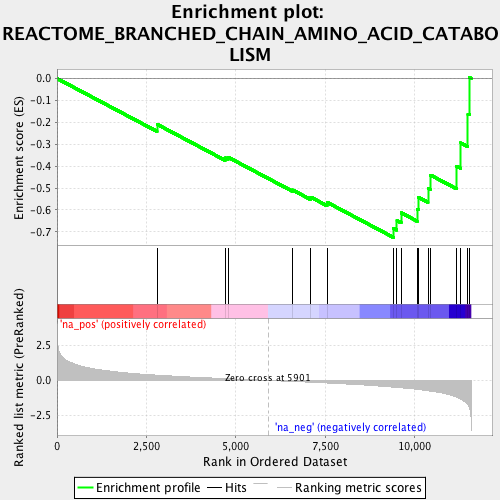 Enrichment plot:
REACTOME_BRANCHED_CHAIN_AMINO_ACID_CATABO
LISM
Enrichment score (ES)
0.0
-0.1
-0.2
-0.3
-0.4
-0.5
-0.6
-0.7
'na_pos' (positively correlated)
Ranked list metric (PreRanked)
2.5
0.0
-2.5
Zero cross at 5901
'na_neg' (negatively correlated)
0
2,500
5,000
7,500
10,000
Rank in Ordered Dataset
Enrichment profile
Hits
Ranking metric scores